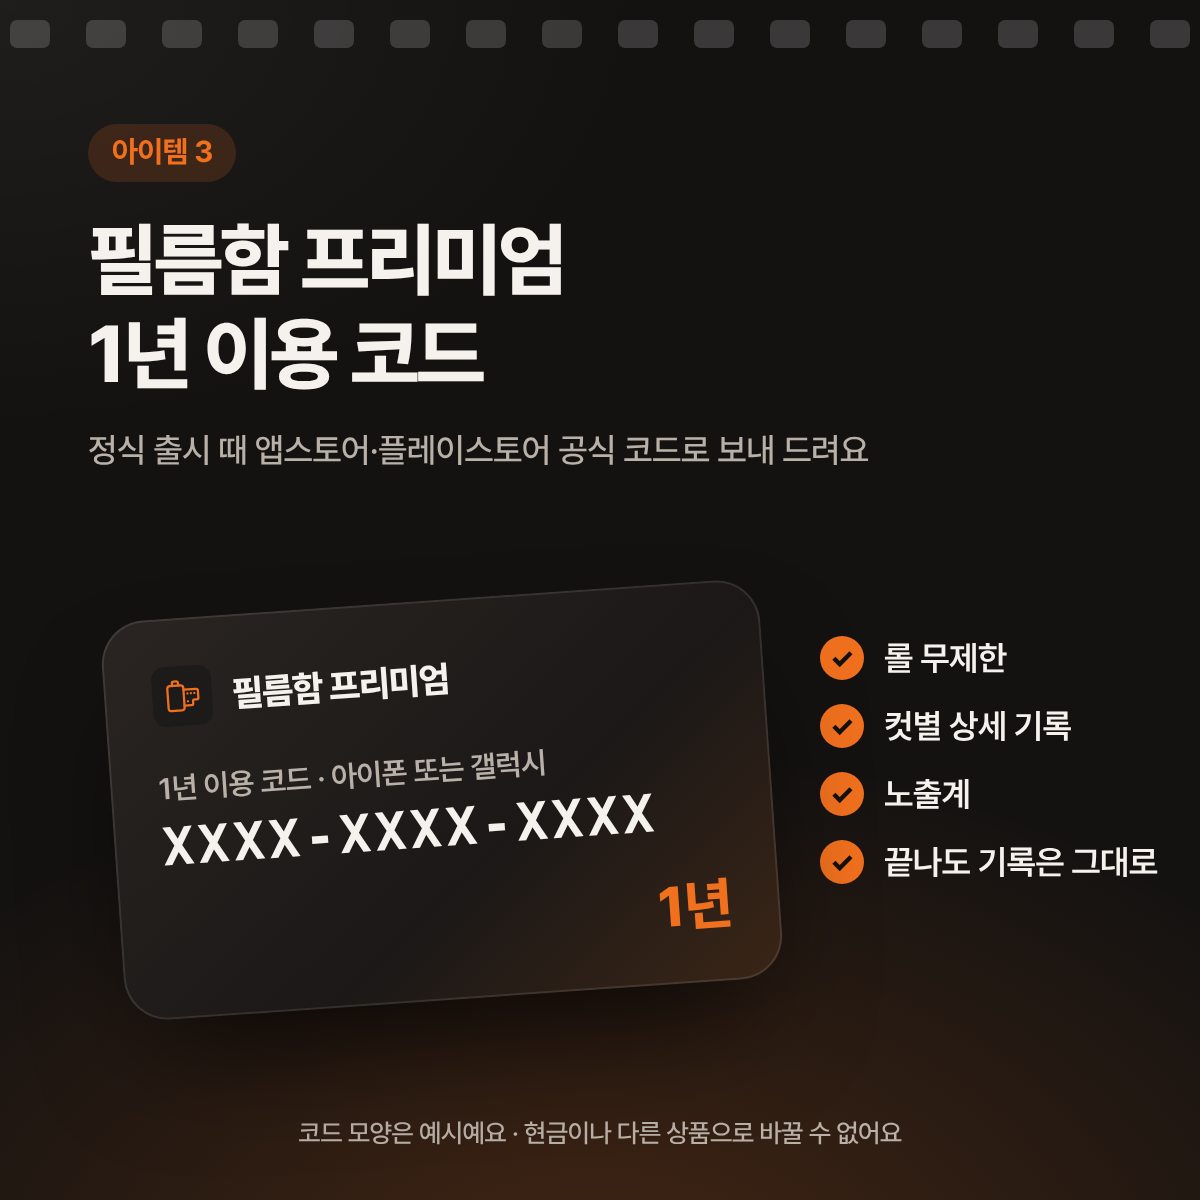 아이템 3
필름함 프리미엄
1년 이용 코드
정식 출시 때 앱스토어·플레이스토어 공식 코드로 보내 드려요
필름함 프리미엄
1년 이용 코드 · 아이폰 또는 갤럭시
XXXX-XXXX-XXXX
1년
롤 무제한
컷별 상세 기록
노출계
끝나도 기록은 그대로
코드 모양은 예시예요 · 현금이나 다른 상품으로 바꿀 수 없어요